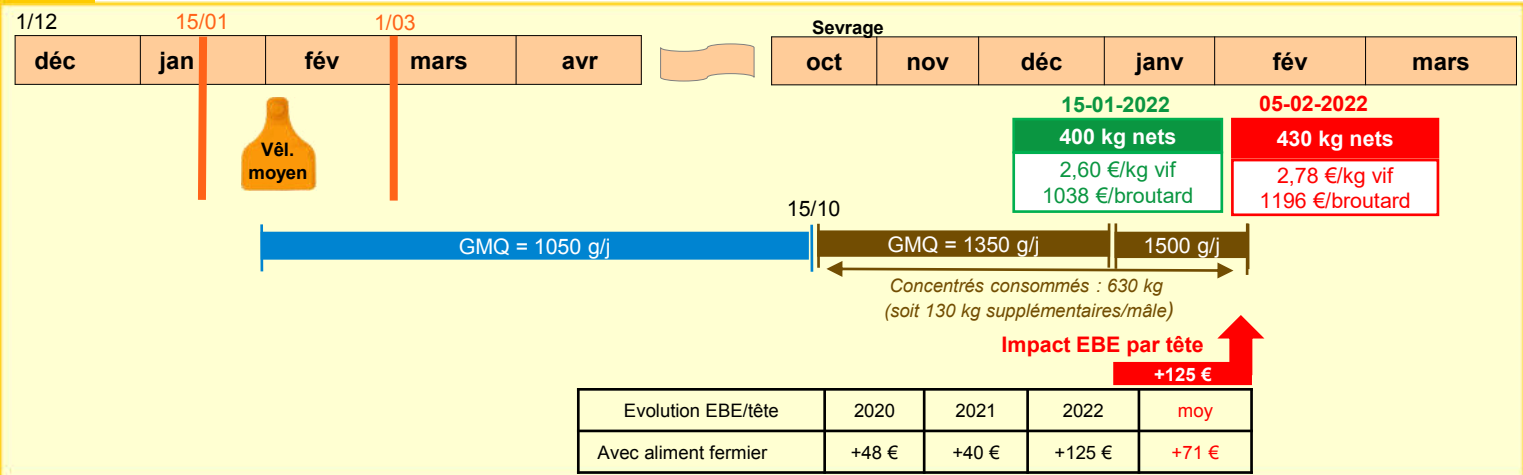 1/12 15/01 1/03
Sevrage
déc jan fév mars avr oct nov déc janv fév mars
15-01-2022 05-02-2022
400 kg nets 430 kg nets
Vêl.
moyen
2,60 €/kg vif 2,78 €/kg vif
1038 €/broutard 1196 €/broutard
15/10
GMQ = 1050 g/j GMQ = 1350 g/j 1500 g/j
Concentrés consommés : 630 kg
(soit 130 kg supplémentaires/mâle)
Impact EBE par tête
+125 €
Evolution EBE/tête 2020 2021 2022 moy
Avec aliment fermier +48 € +40 € +125 € +71 €